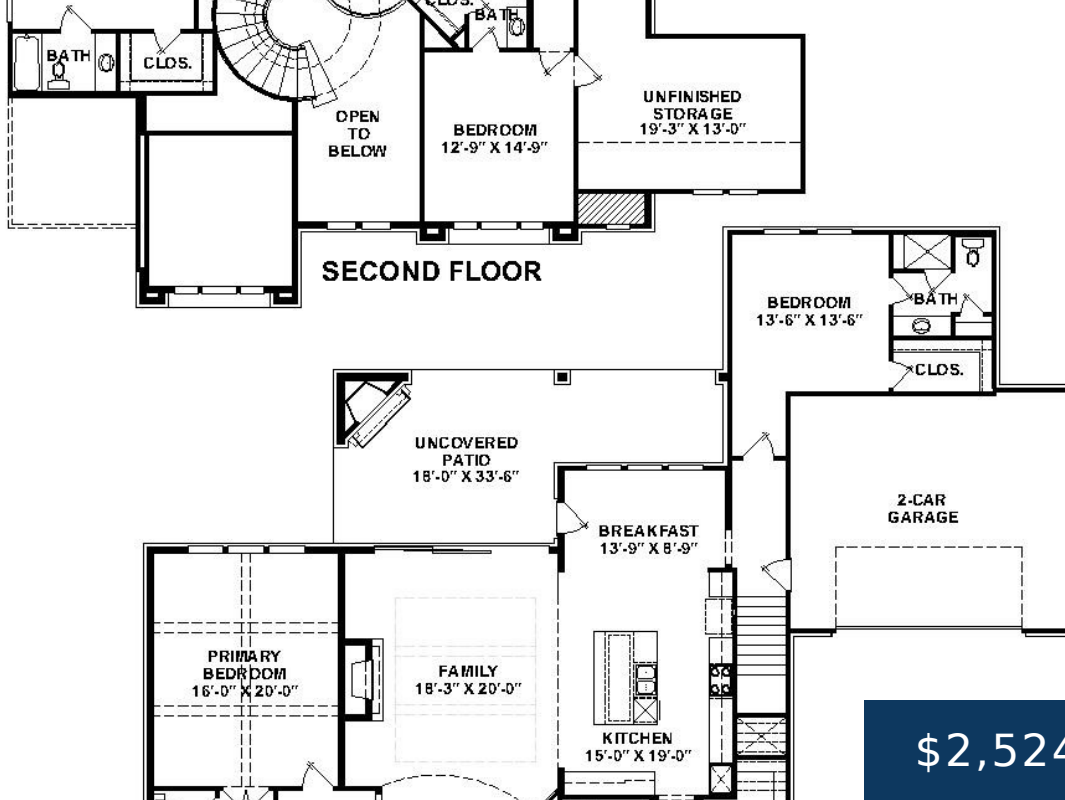 CLOS.
BATH
BATH
CLOS.
OPEN
TO
BELOW
BEDROOM
12'-9" X 14'-9"
UNFINISHED
STORAGE
19'-3" X 13'-0"
SECOND FLOOR
BEDROOM
13'-6" X 13'-6"
BATH
CLOS.
UNCOVERED
PATIO
18'-0" X 33'-6"
2-CAR
GARAGE
BREAKFAST
13'-9" X 8'-9"
PRIMARY
BEDROOM
16'-0" X 20'-0"
FAMILY
18'-3" X 20'-0"
KITCHEN
15'-0" X 19'-0"
$2,524